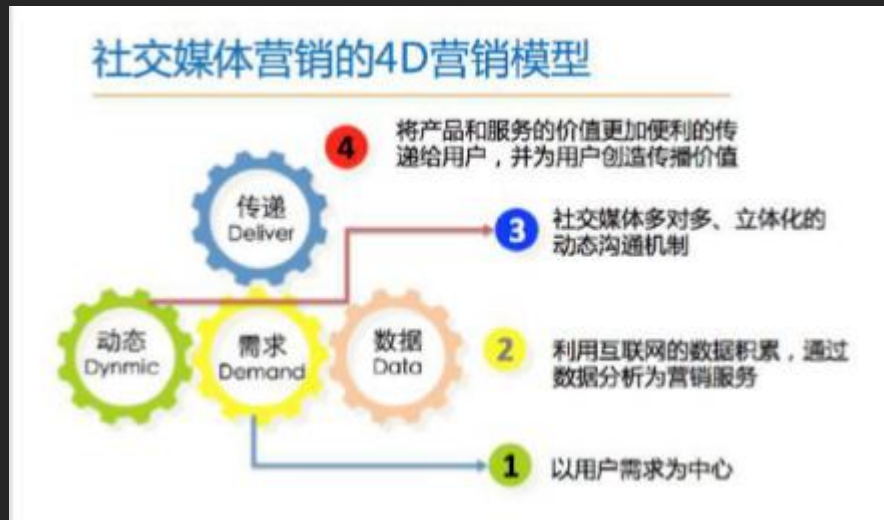 社交媒体营销的4D营销模型
4
将产品和服务的价值更加便利的传
递给用户，并为用户创造传播价值
传递
Deliver
3
社交媒体多对多、立体化的
动态沟通机制
动态
Dynmic
需求
Demand
数据
Data
2
利用互联网的数据积累，通过
数据分析为营销服务
1
以用户需求为中心